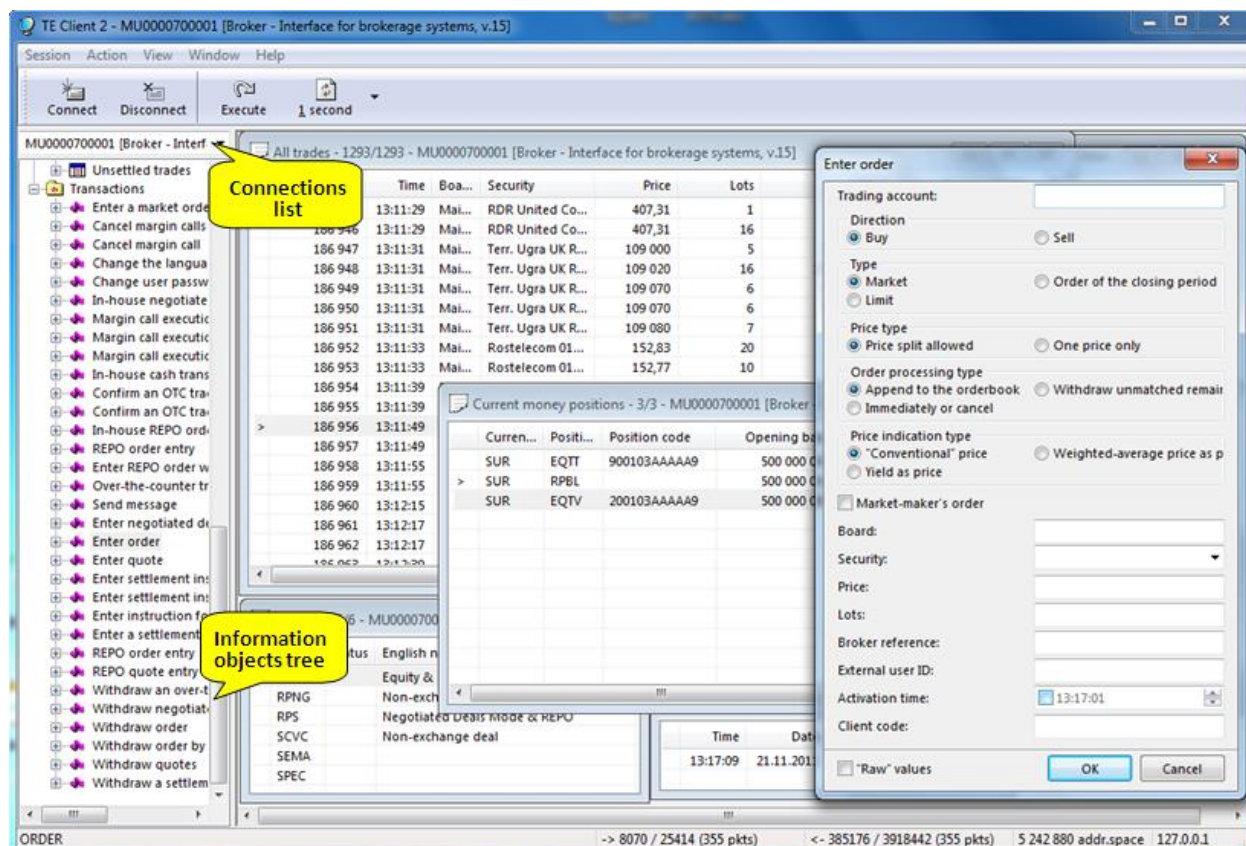 TE Client 2 - MU0000700001 [Broker - Interface for brokerage systems, v.15]
Session Action View Window Help
Connect Disconnect Execute 1 second
MU0000700001 [Broker - Interf
Unsettled trades
Transactions
Enter a market orde
Cancel margin calls
Cancel margin call
Change the langua
Change user passw
In-house negotiate
Margin call executic
Margin call executic
Margin call executic
In-house cash trans
Confirm an OTC tra
Confirm an OTC tra
In-house REPO ord
REPO order entry
Enter REPO order w
Over-the-counter tr
Send message
Enter negotiated de
Enter order
Enter quote
Enter settlement in
Enter settlement in
Enter instruction fo
Enter a settlement
REPO order entry
REPO quote entry
Withdraw an over-t
Withdraw negotiat
Withdraw order
Withdraw order by
Withdraw quotes
Withdraw a settlem
Connections
list
Information
objects tree
All trades - 1293/1293 - MU0000700001 [Broker - Interface for brokerage systems, v.15]
Time Boa... Security Price Lots
13:11:29 Mai... RDR United Co... 407,31 1
186 946 13:11:29 Mai... RDR United Co... 407,31 16
186 947 13:11:31 Mai... Terr. Ugra UK R... 109 000 5
186 948 13:11:31 Mai... Terr. Ugra UK R... 109 020 16
186 949 13:11:31 Mai... Terr. Ugra UK R... 109 070 6
186 950 13:11:31 Mai... Terr. Ugra UK R... 109 070 6
186 951 13:11:31 Mai... Terr. Ugra UK R... 109 080 7
186 952 13:11:33 Mai... Rostelecom 01... 152,83 20
186 953 13:11:33 Mai... Rostelecom 01... 152,77 10
186 954 13:11:39
186 955 13:11:39
> 186 956 13:11:49
186 957 13:11:49
186 958 13:11:55
186 959 13:11:55
186 960 13:12:15
186 961 13:12:17
186 962 13:12:17
186 963 13:12:20
Current money positions - 3/3 - MU0000700001 [Broker
Curren... Positi... Position code Opening ba
SUR EQTT 900103AAAAA9 500 000 0
> SUR RPBL 500 000 0
SUR EQTV 200103AAAAA9 500 000 0
/6 - MU0000700
tus English n
Equity &
RPNG Non-exch
RPS Negotiated Deals Mode & REPO
SCVC Non-exchange deal
SEMA
SPEC
Time Dat
13:17:09 21.11.201
Enter order
Trading account:
Direction
Buy Sell
Type
Market Order of the closing period
Limit
Price type
Price split allowed One price only
Order processing type
Append to the orderbook Withdraw unmatched remair
Immediately or cancel
Price indication type
"Conventional" price Weighted-average price as p
Yield as price
Market-maker's order
Board:
Security:
Price:
Lots:
Broker reference:
External user ID:
Activation time: 13:17:01
Client code:
"Raw" values OK Cancel
ORDER -> 8070 / 25414 (355 pkts) <- 385176 / 3918442 (355 pkts) 5 242 880 addr.space 127.0.0.1